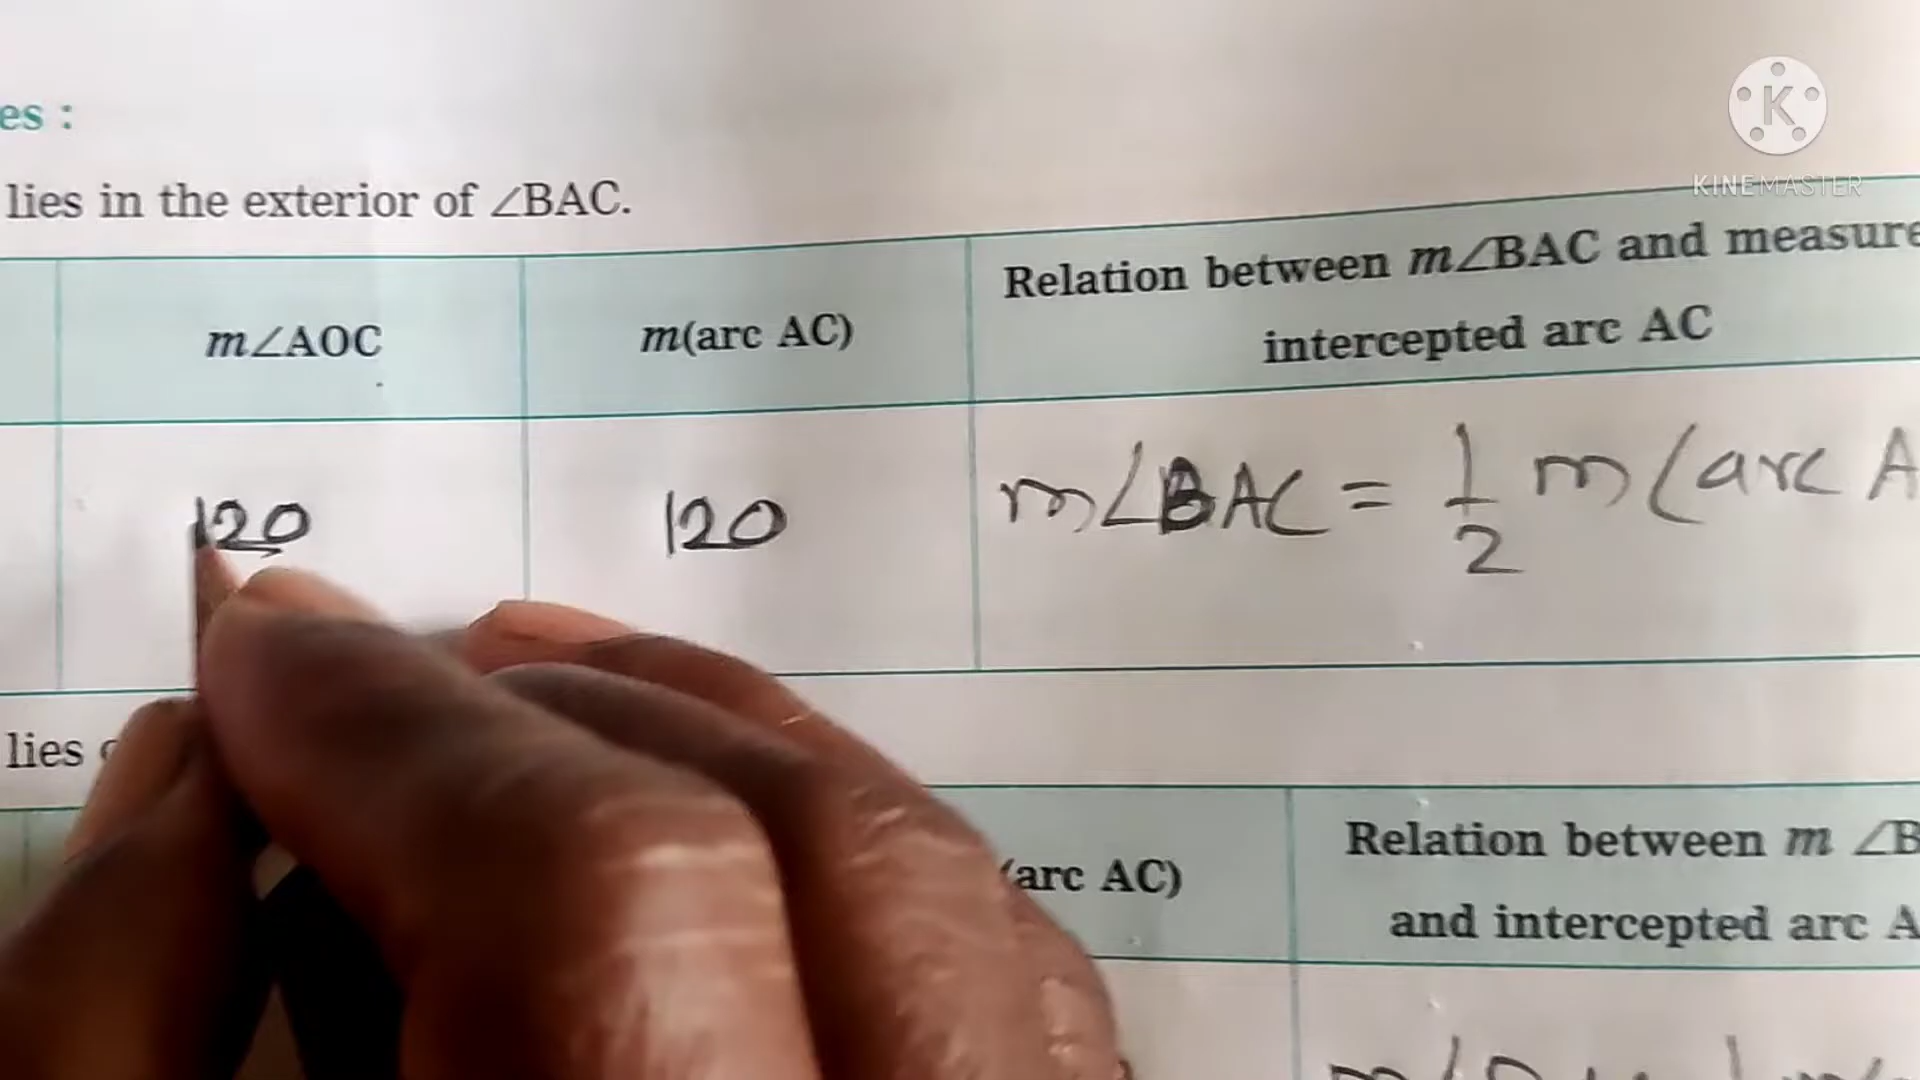 K
KINEMASTER
es :
lies in the exterior of ∠BAC.
m∠AOC
m(arc AC)
Relation between m∠BAC and measure
intercepted arc AC
120
120
m∠BAC = 1/2 m(arc A
lies
(arc AC)
Relation between m ∠B
and intercepted arc A